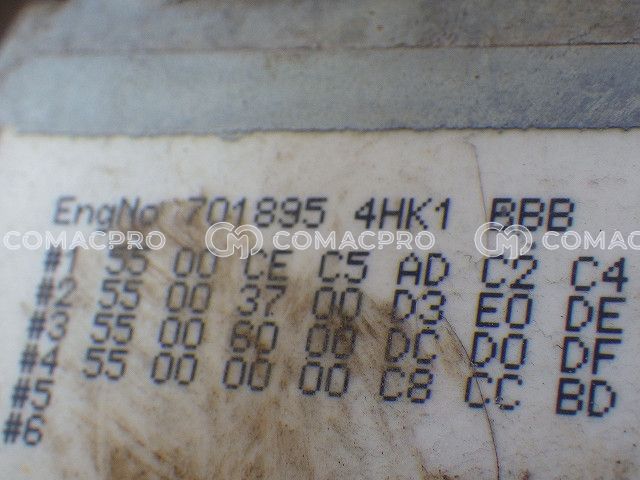 EngNo 701895 4HK1 BBB
COMACPRO COMACPRO COM
#1 55 00 CE C5 AD C2 C4
#2 55 00 37 00 D3 E0 DE
#3 55 00 60 00 DC D0 DF
#4 55 00 00 00 C8 CC BD
#5
#6